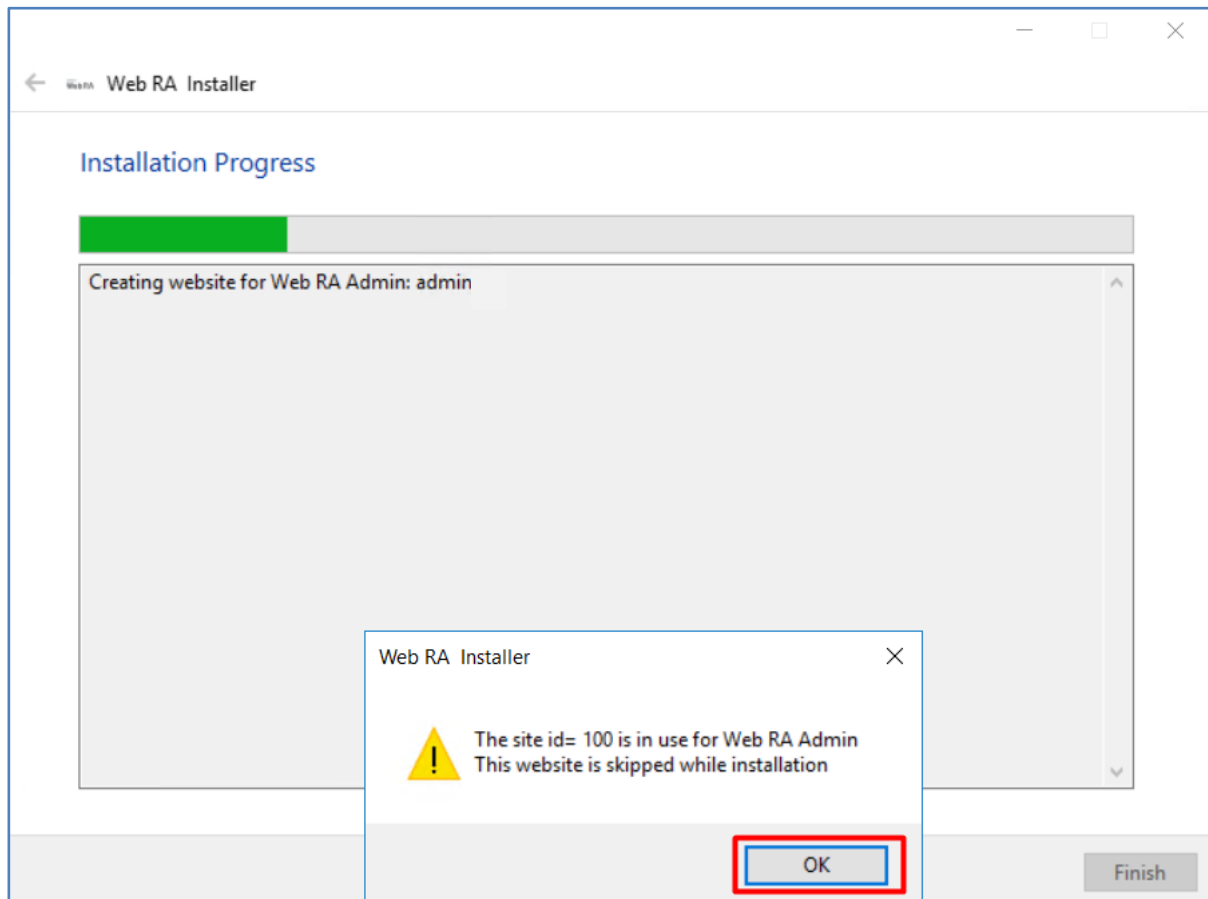 Web RA Installer
Installation Progress
Creating website for Web RA Admin: admin
Web RA Installer
The site id= 100 is in use for Web RA Admin
This website is skipped while installation
OK
Finish